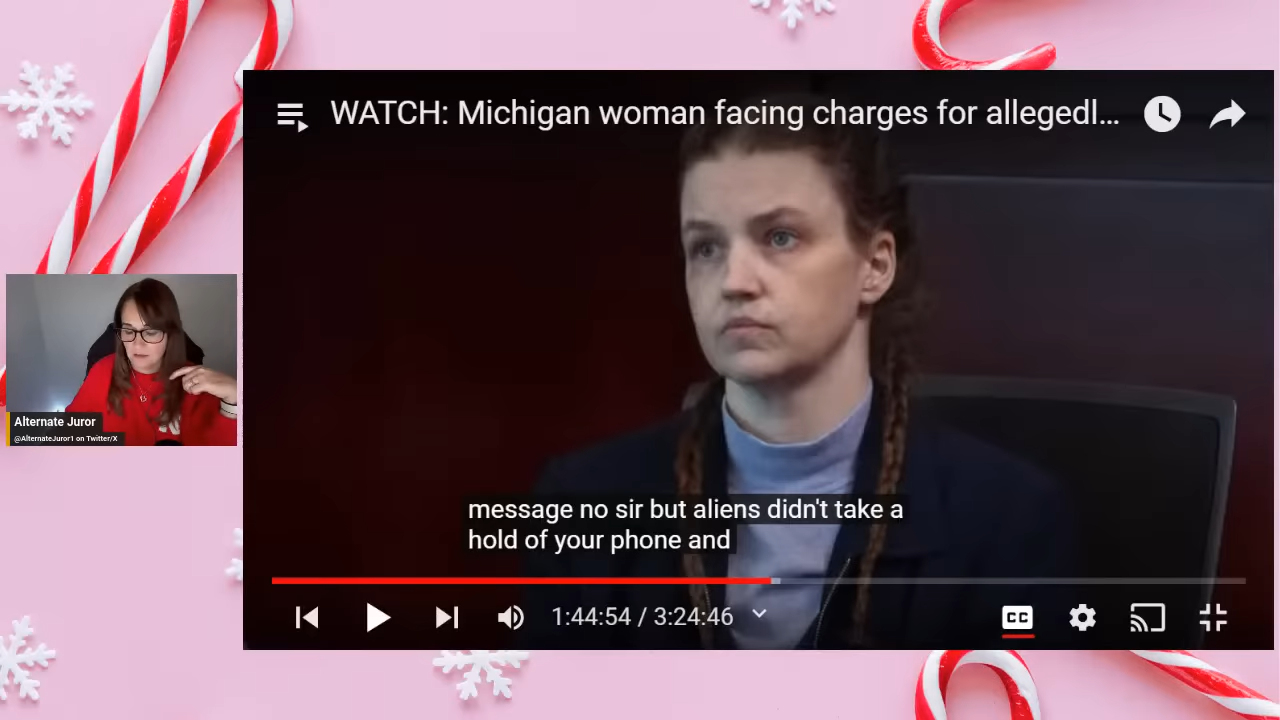 WATCH: Michigan woman facing charges for allegedl...
Alternate Juror
@AlternateJuror1 on Twitter/X
message no sir but aliens didn't take a
hold of your phone and
1:44:54 / 3:24:46
CC